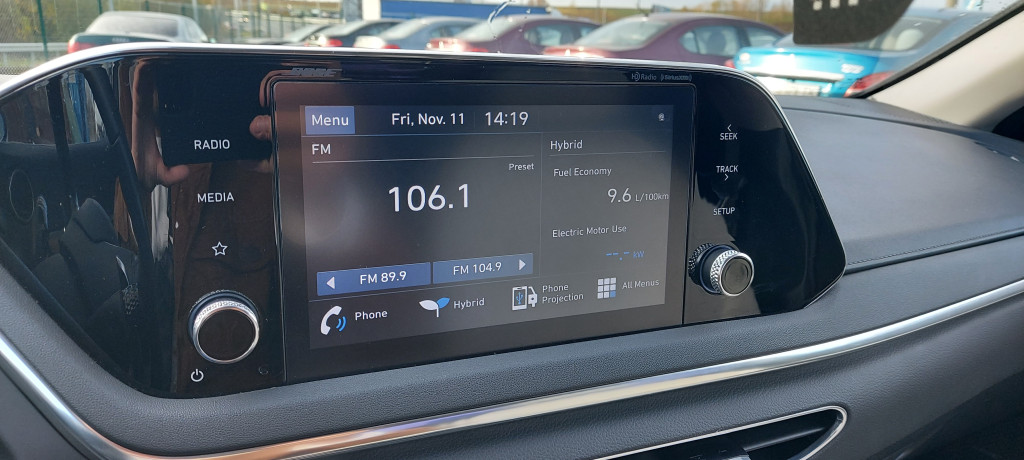 HD Radio SiriusXM
RADIO
MEDIA
Menu Fri, Nov. 11 14:19
FM
Preset
106.1
FM 89.9 FM 104.9
Hybrid
Fuel Economy
9.6 L/100km
Electric Motor Use
--.- kW
Phone
Hybrid
Phone
Projection
All Menus
SEEK
TRACK
SETUP